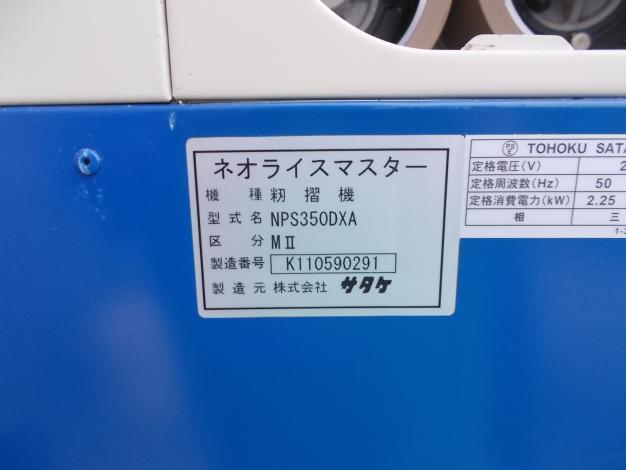 ネオライスマスター
機種 籾摺機
型式名 NPS350DXA
区分 MⅡ
製造番号 K110590291
製造元 株式会社 サタケ
PSE TOHOKU SATA
定格電圧(V) 2
定格周波数(Hz) 50
定格消費電力(kW) 2.25
相 三